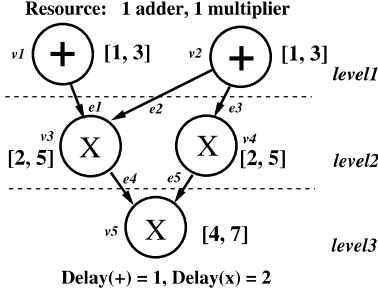 Resource: 1 adder, 1 multiplier
v1 + [1, 3] v2 + [1, 3]
level1
e1 e2 e3
v3 X [2, 5] X v4 [2, 5]
level2
e4 e5
v5 X [4, 7]
level3
Delay(+) = 1, Delay(x) = 2